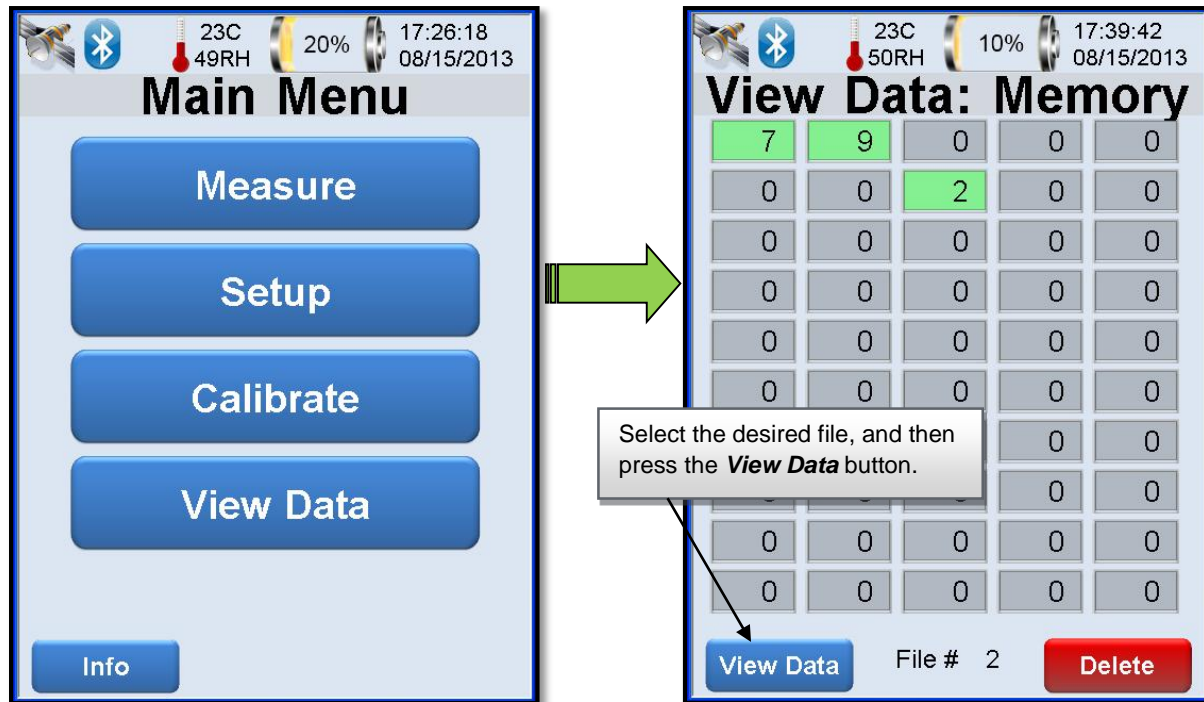 23C
49RH
20%
17:26:18
08/15/2013
Main Menu
Measure
Setup
Calibrate
View Data
Info
23C
50RH
10%
17:39:42
08/15/2013
View Data: Memory
7 9 0 0 0
0 0 2 0 0
0 0 0 0 0
0 0 0 0 0
0 0 0 0 0
0 0 0 0 0
0 0
0 0
0 0 0 0 0
0 0 0 0 0
Select the desired file, and then
press the View Data button.
View Data
File # 2
Delete